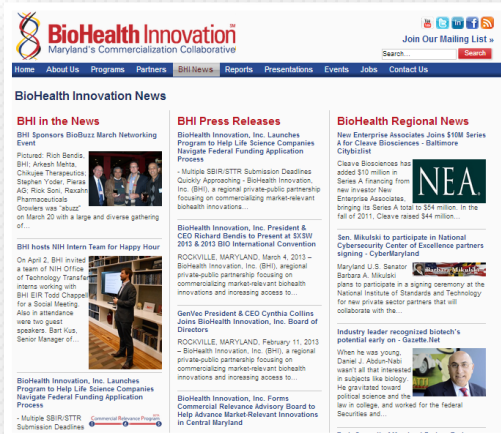 BioHealth Innovation
Maryland's Commercialization Collaborative
Join Our Mailing List »
Search...
Search
Home About Us Programs Partners BHI News Reports Presentations Events Jobs Contact Us
BioHealth Innovation News
BHI in the News
BHI Sponsors BioBuzz March Networking
Event
Pictured: Rich Bendis,
BHI; Arkesh Mehta,
Chikujee Therapeutics;
Stephen Yoder, Pieras
AG; Rick Soni, Raxahn
Pharmaceuticals
Growlers was "abuzz"
on March 20 with a large and diverse gathering
of...
BHI hosts NIH Intern Team for Happy Hour
On April 2, BHI invited
a team of NIH Office
of Technology Transfer
interns working with
BHI EIR Todd Chappell
for a Social Meeting.
Also in attendance
were two guest
speakers. Bart Kus,
Senior Manager of...
BioHealth Innovation, Inc. Launches
Program to Help Life Science Companies
Navigate Federal Funding Application
Process
- Multiple SBIR/STTR
Submission Deadlines
Commercial Relevance Program
BHI Press Releases
BioHealth Innovation, Inc. Launches
Program to Help Life Science Companies
Navigate Federal Funding Application
Process
- Multiple SBIR/STTR Submission Deadlines
Quickly Approaching - BioHealth Innovation,
Inc. (BHI), a regional private-public partnership
focusing on commercializing market-relevant
biohealth innovations...
BioHealth Innovation, Inc. President &
CEO Richard Bendis to Present at SXSW
2013 & 2013 BIO International Convention
ROCKVILLE, MARYLAND, March 4, 2013 –
BioHealth Innovation, Inc. (BHI), a regional
private-public partnership focusing on
commercializing market-relevant biohealth
innovations and increasing access to...
GenVec President & CEO Cynthia Collins
Joins BioHealth Innovation, Inc. Board of
Directors
ROCKVILLE, MARYLAND, February 11, 2013
– BioHealth Innovation, Inc. (BHI), a regional
private-public partnership focusing on
commercializing market-relevant biohealth
innovations and increasing access to...
BioHealth Innovation, Inc. Forms
Commercial Relevance Advisory Board to
Help Advance Market-Relevant Innovations
in Central Maryland
BioHealth Regional News
New Enterprise Associates Joins $10M Series
A for Cleave Biosciences - Baltimore
Citybizlist
Cleave Biosciences has
added $10 million in
Series A financing from
new investor New
Enterprise Associates,
bringing its Series A total to $54 million. In the
fall of 2011, Cleave raised $44 million...
NEA
Sen. Mikulski to participate in National
Cybersecurity Center of Excellence partners
signing - CyberMaryland
Maryland U.S. Senator
Barbara A. Mikulski
plans to participate in a signing ceremony at the
National Institute of Standards and Technology
for new private sector partners that will
collaborate with the...
Barbara Mikulski
Industry leader recognized biotech's
potential early on - Gazette.Net
When he was young,
Daniel J. Abdun-Nabi
wasn't all that interested
in subjects like biology.
He gravitated toward
political science and the
law in college, and worked for the federal
Securities and...